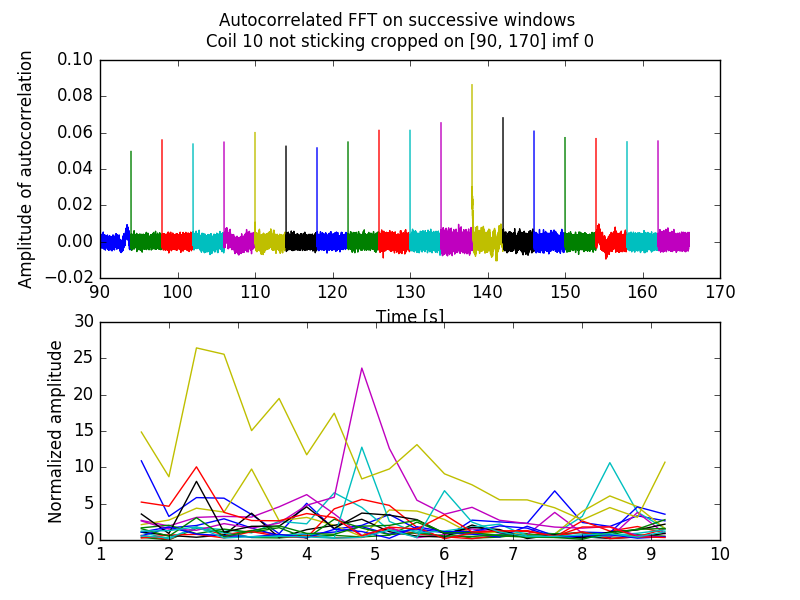 Autocorrelated FFT on successive windows
Coil 10 not sticking cropped on [90, 170] imf 0
Amplitude of autocorrelation
0.10
0.08
0.06
0.04
0.02
0.00
−0.02
90 100 110 120 130 140 150 160 170
Time [s]
Normalized amplitude
30
25
20
15
10
5
0
1 2 3 4 5 6 7 8 9 10
Frequency [Hz]